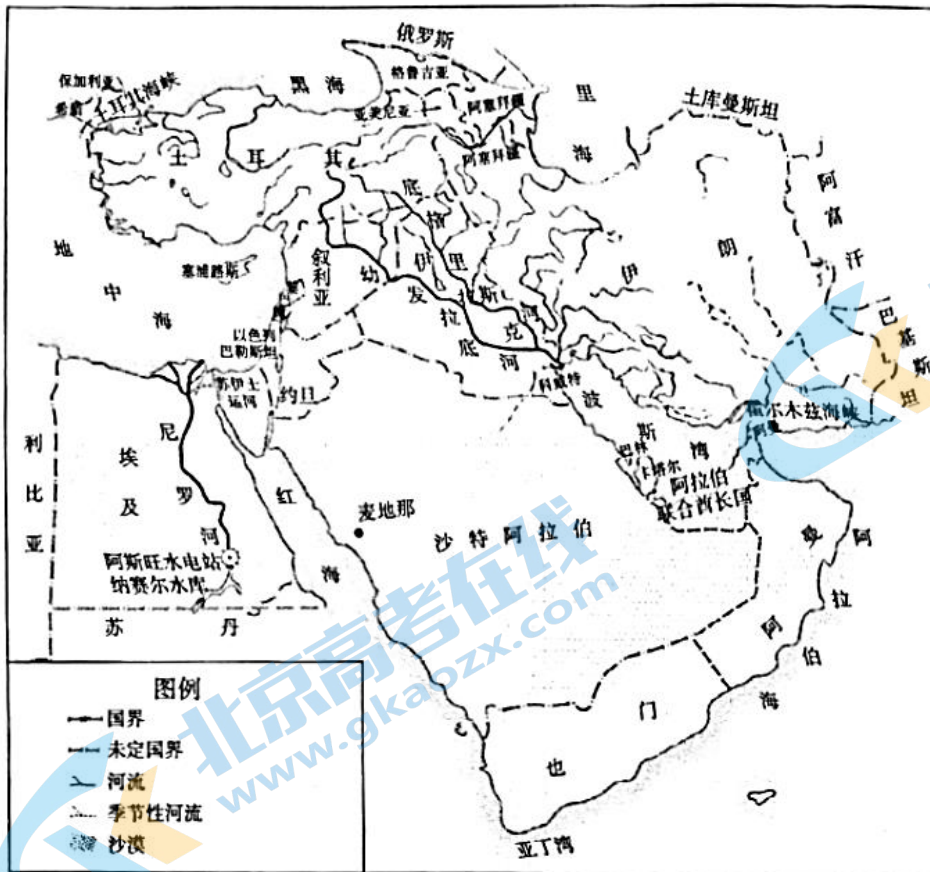 俄罗斯
格鲁吉亚
黑海
保加利亚
希腊
土耳其海峡
亚美尼亚
阿塞拜疆
阿塞拜疆
里海
土库曼斯坦
土耳其
底格里斯河
阿富汗
伊朗
地中海
塞浦路斯
叙利亚
幼发拉底河
伊拉克
巴基斯坦
以色列
巴勒斯坦
苏伊士
运河
约旦
科威特
波斯湾
霍尔木兹海峡
阿曼
巴林
卡塔尔
阿拉伯
联合酋长国
利比亚
埃及
尼罗河
红海
麦地那
沙特阿拉伯
阿斯旺水电站
纳赛尔水库
苏丹
阿曼
阿拉伯海
也门
亚丁湾
图例
国界
未定国界
河流
季节性河流
沙漠
北京高考在线
www.gkaozx.com